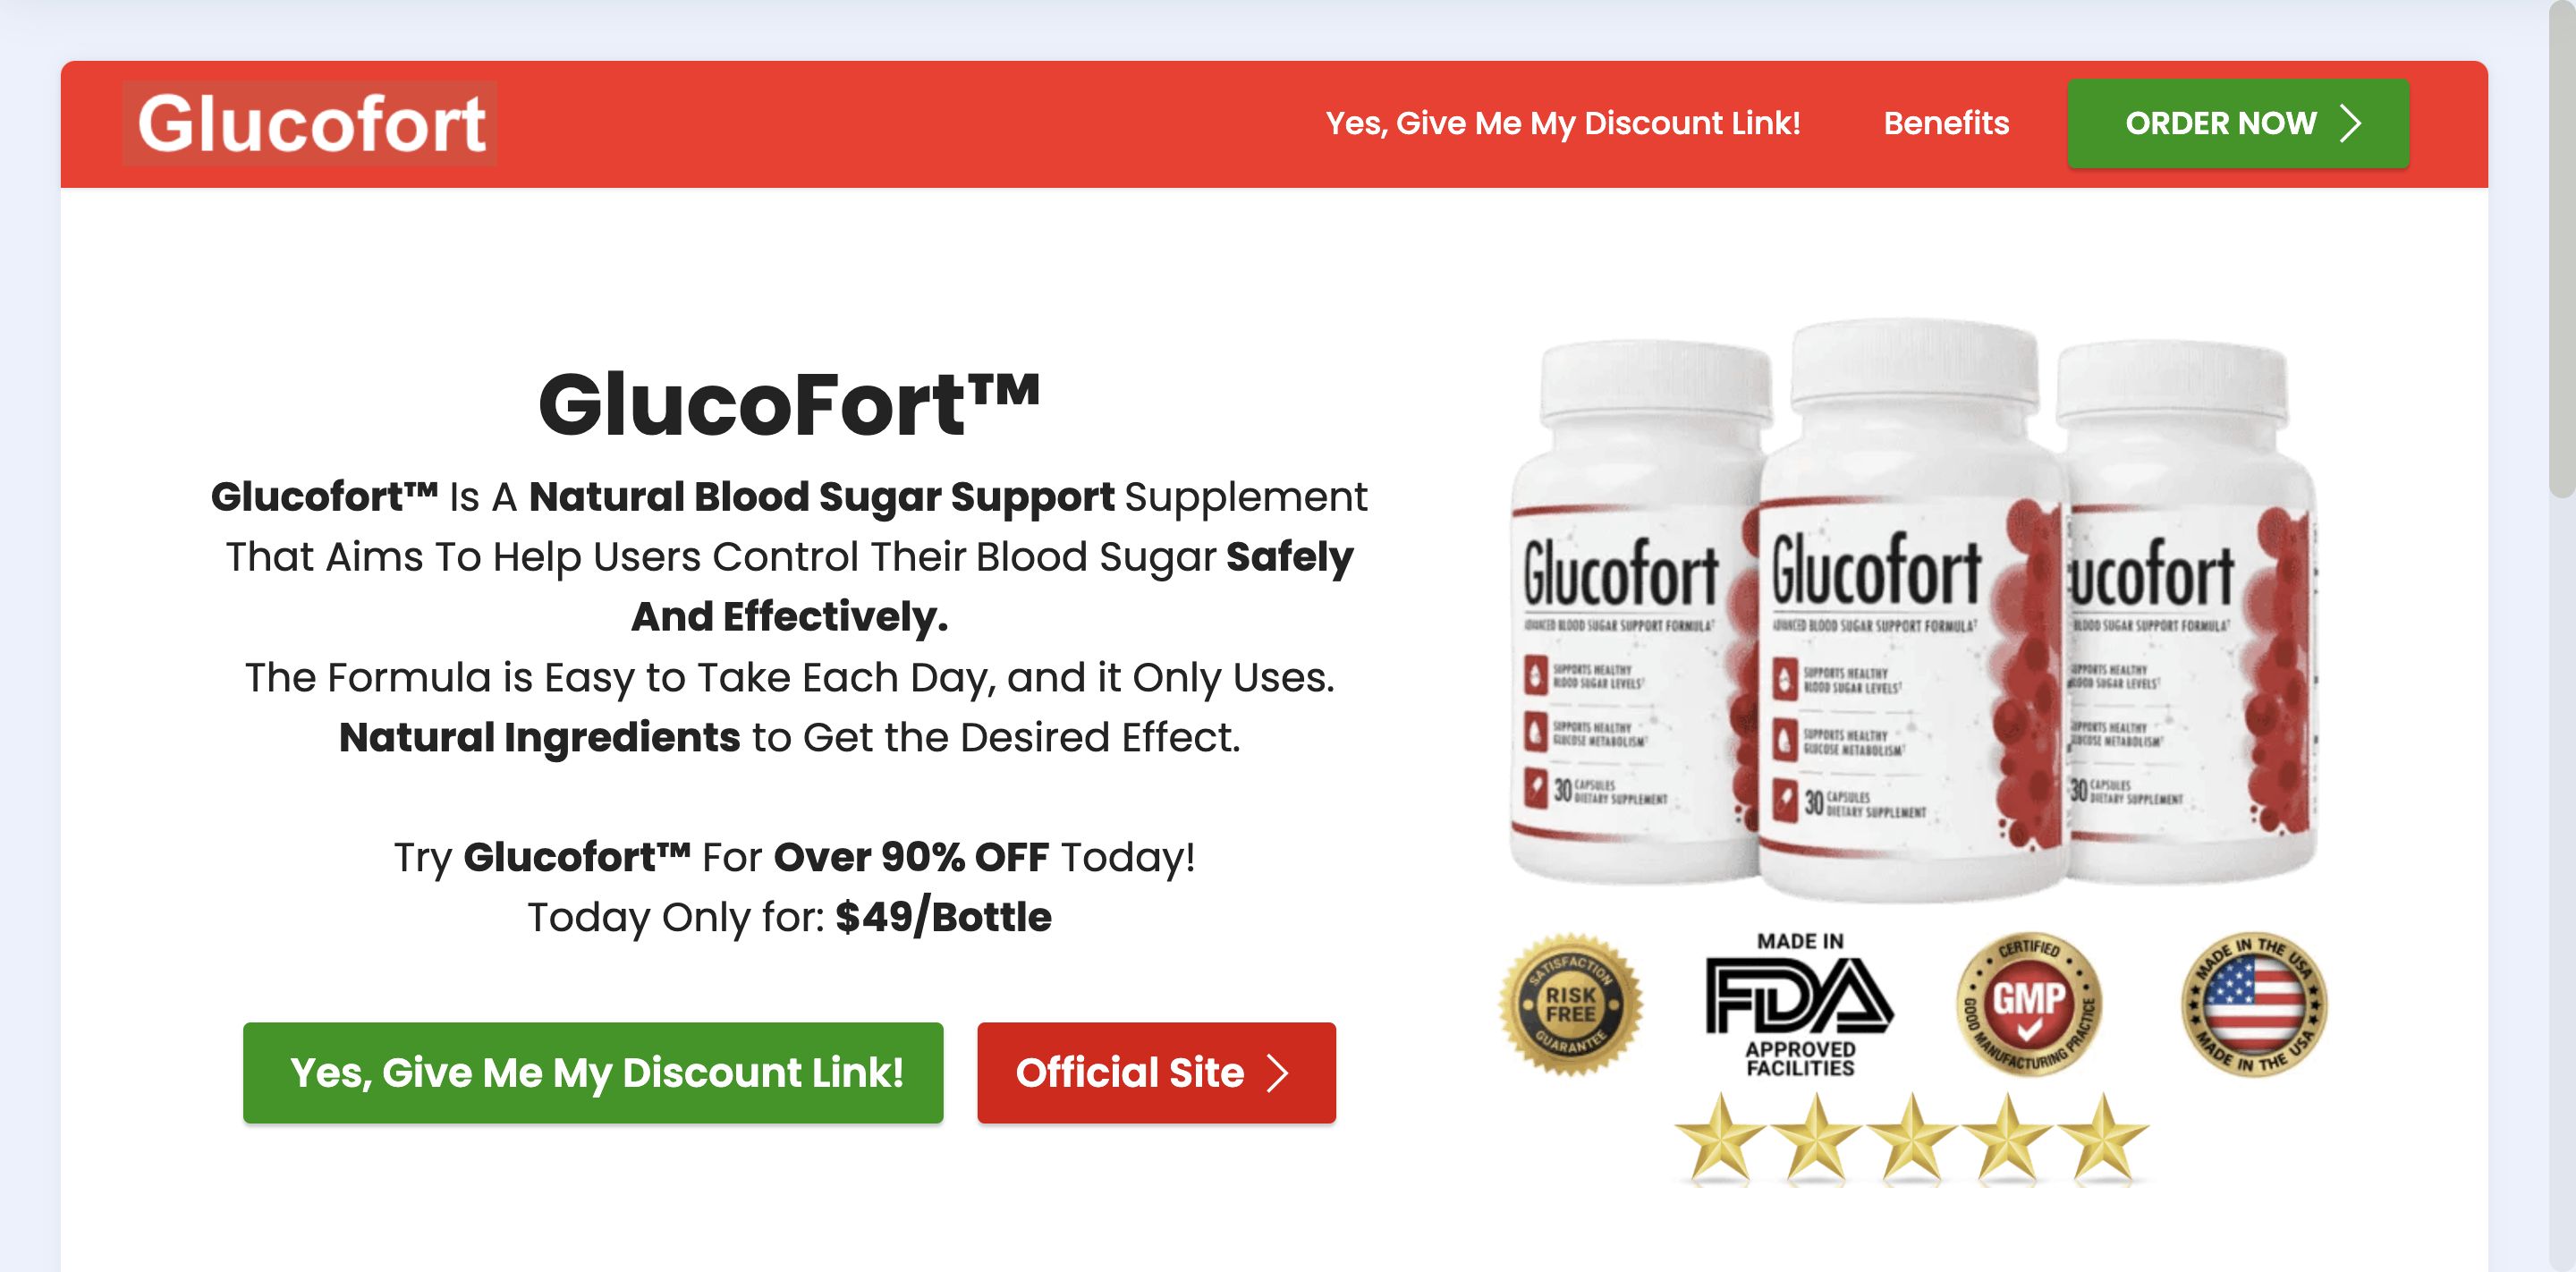 Glucofort
Yes, Give Me My Discount Link!
Benefits
ORDER NOW
GlucoFort™
Glucofort™ Is A Natural Blood Sugar Support Supplement
That Aims To Help Users Control Their Blood Sugar Safely
And Effectively.
The Formula is Easy to Take Each Day, and it Only Uses.
Natural Ingredients to Get the Desired Effect.
Try Glucofort™ For Over 90% OFF Today!
Today Only for: $49/Bottle
Yes, Give Me My Discount Link!
Official Site
Glucofort
ADVANCED BLOOD SUGAR SUPPORT FORMULA†
SUPPORTS HEALTHY
BLOOD SUGAR LEVELS†
SUPPORTS HEALTHY
GLUCOSE METABOLISM†
30 CAPSULES
DIETARY SUPPLEMENT
Glucofort
ADVANCED BLOOD SUGAR SUPPORT FORMULA†
SUPPORTS HEALTHY
BLOOD SUGAR LEVELS†
SUPPORTS HEALTHY
GLUCOSE METABOLISM†
30 CAPSULES
DIETARY SUPPLEMENT
ucofort
BLOOD SUGAR SUPPORT FORMULA†
SUPPORTS HEALTHY
BLOOD SUGAR LEVELS†
SUPPORTS HEALTHY
GLUCOSE METABOLISM†
30 CAPSULES
DIETARY SUPPLEMENT
SATISFACTION
RISK
FREE
GUARANTEE
MADE IN
FDA
APPROVED
FACILITIES
CERTIFIED
GMP
GOOD MANUFACTURING PRACTICE
MADE IN THE USA
MADE IN THE USA